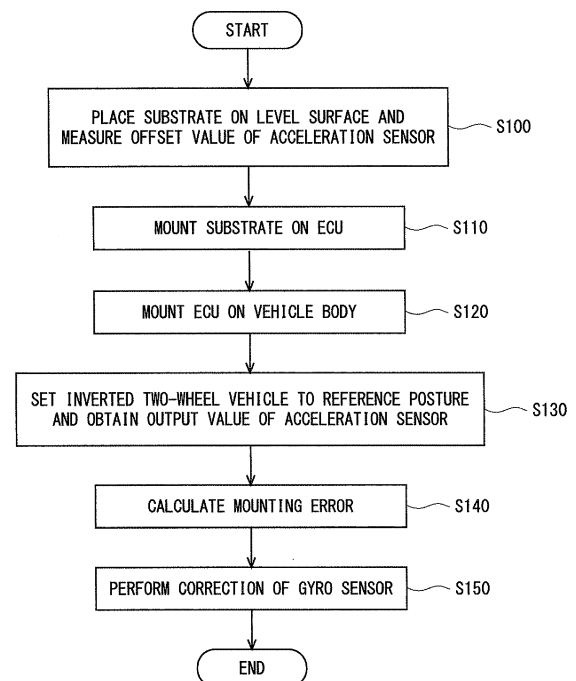 START
PLACE SUBSTRATE ON LEVEL SURFACE AND
MEASURE OFFSET VALUE OF ACCELERATION SENSOR
S100
MOUNT SUBSTRATE ON ECU
S110
MOUNT ECU ON VEHICLE BODY
S120
SET INVERTED TWO-WHEEL VEHICLE TO REFERENCE POSTURE
AND OBTAIN OUTPUT VALUE OF ACCELERATION SENSOR
S130
CALCULATE MOUNTING ERROR
S140
PERFORM CORRECTION OF GYRO SENSOR
S150
END